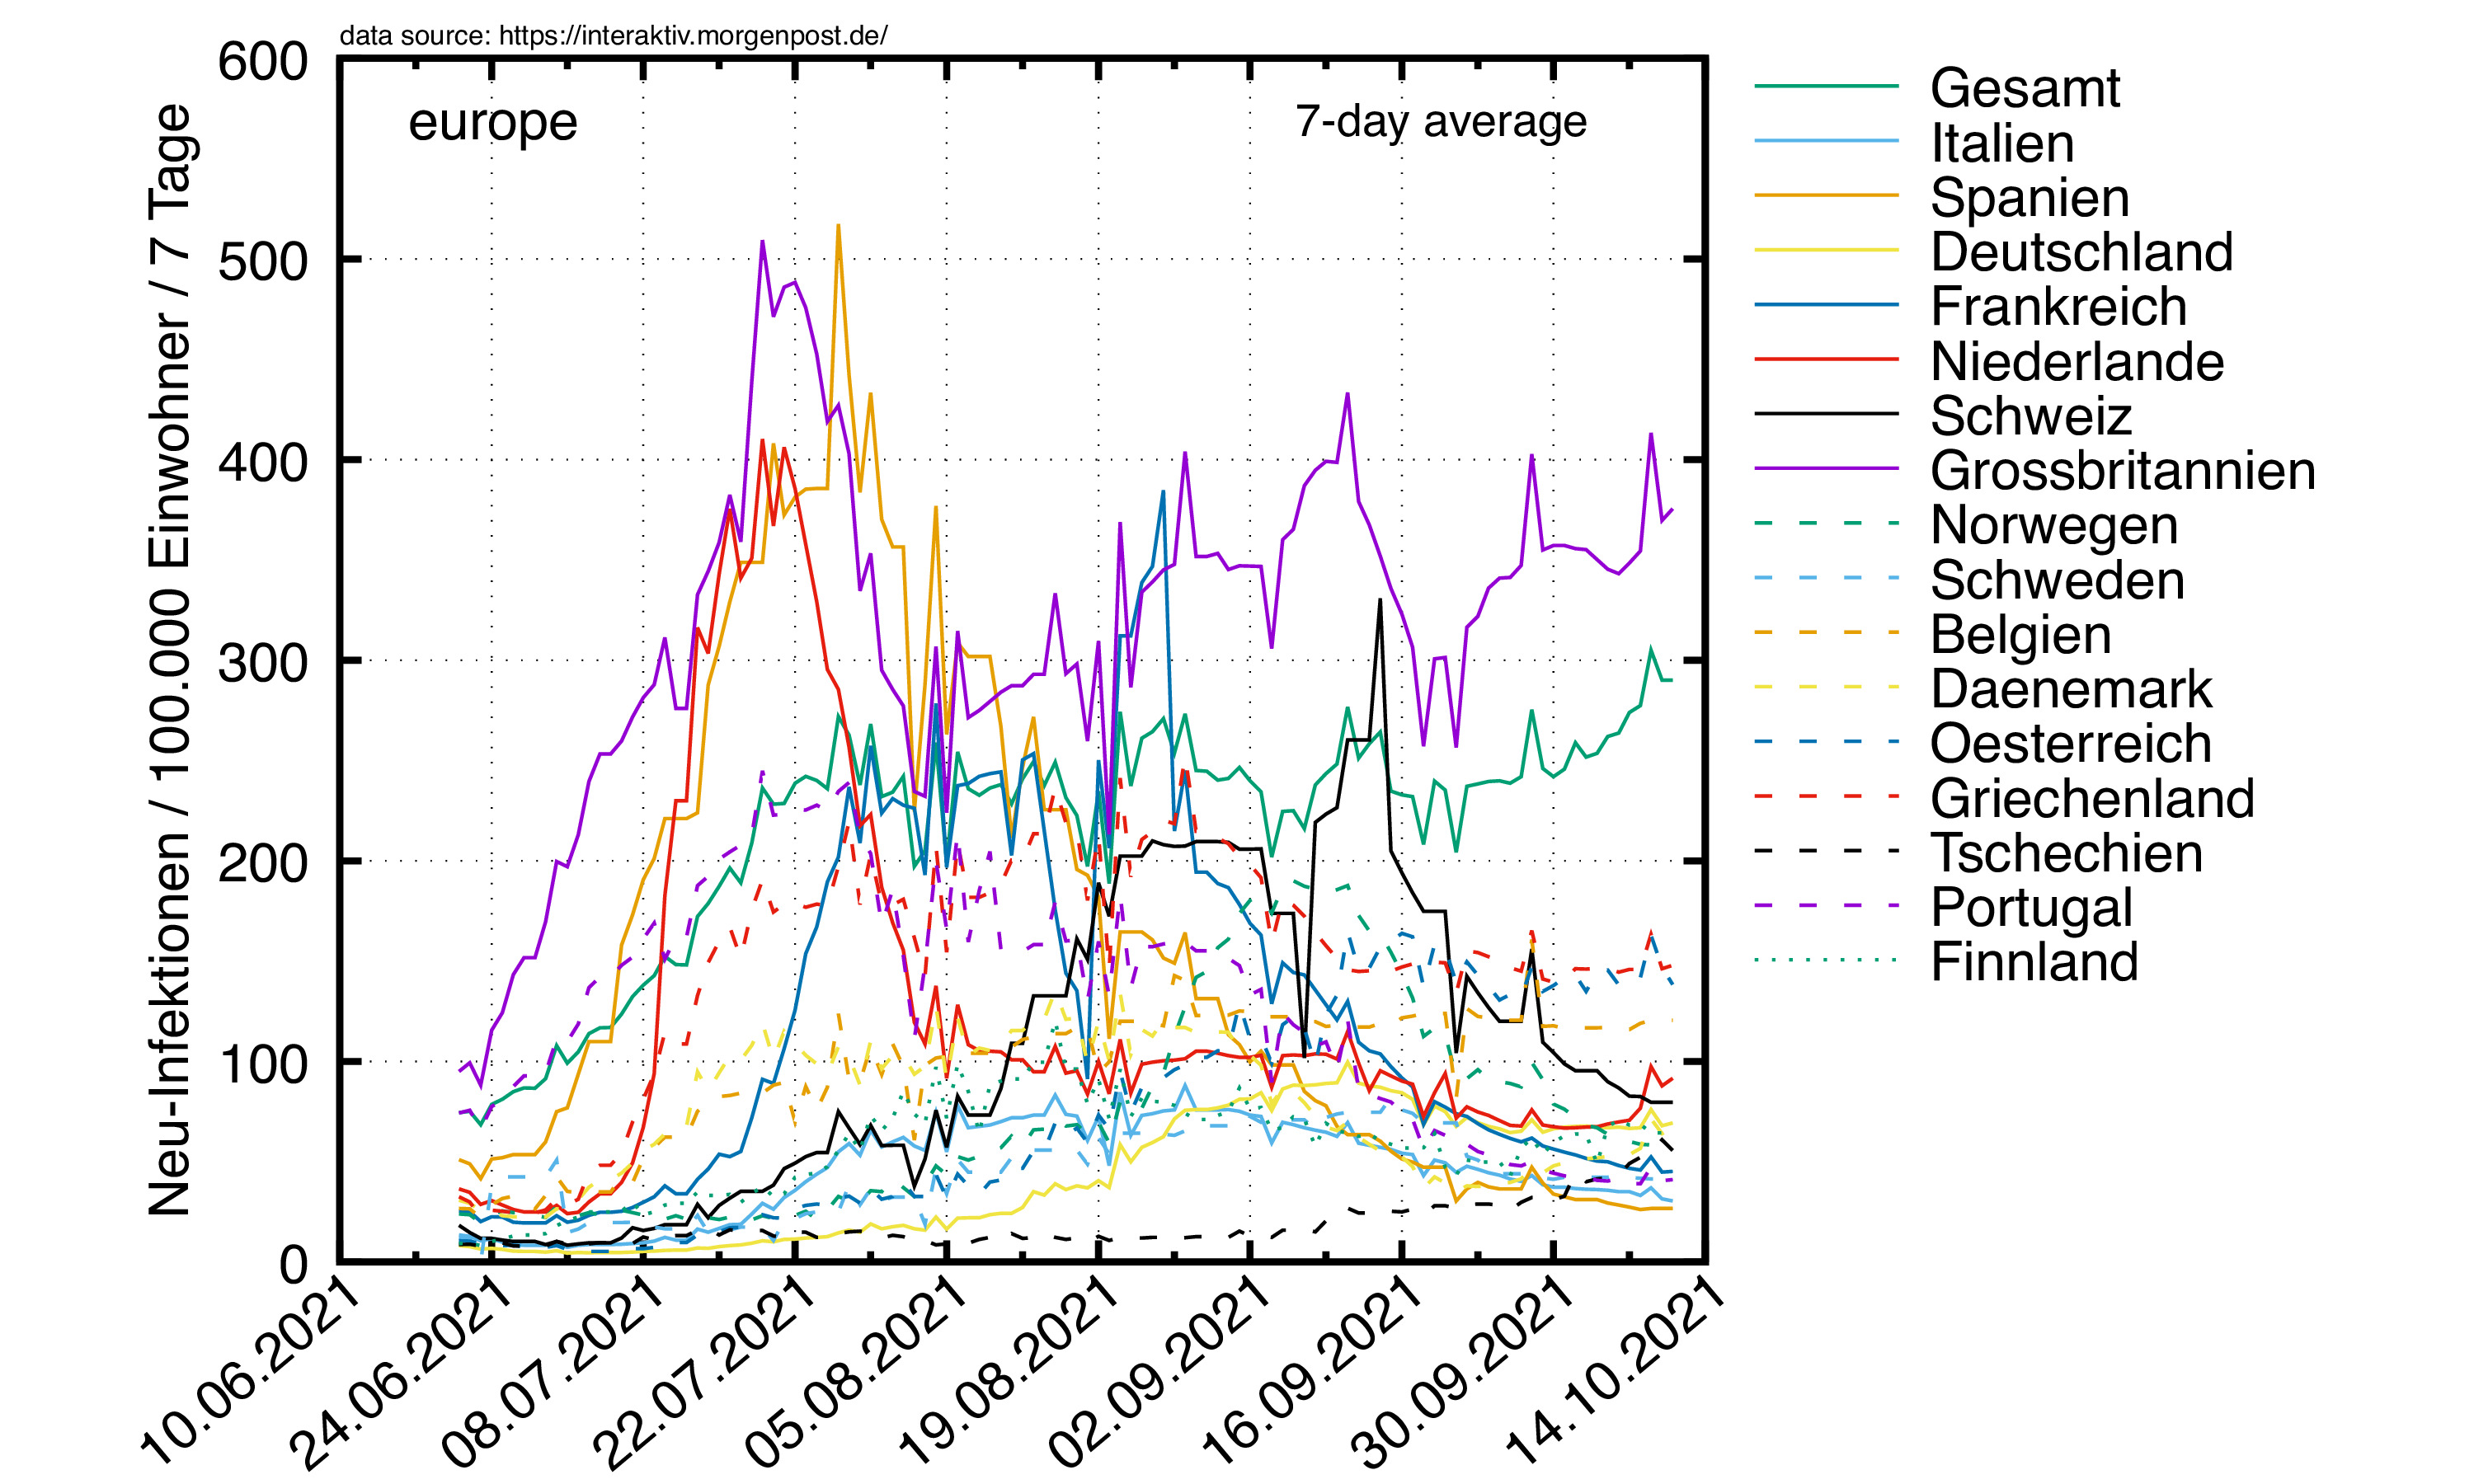 data source: https://interaktiv.morgenpost.de/
europe
7-day average
Neu-Infektionen / 100.000 Einwohner / 7 Tage
600
500
400
300
200
100
0
10.06.2021
24.06.2021
08.07.2021
22.07.2021
05.08.2021
19.08.2021
02.09.2021
16.09.2021
30.09.2021
14.10.2021
Gesamt
Italien
Spanien
Deutschland
Frankreich
Niederlande
Schweiz
Grossbritannien
Norwegen
Schweden
Belgien
Daenemark
Oesterreich
Griechenland
Tschechien
Portugal
Finnland